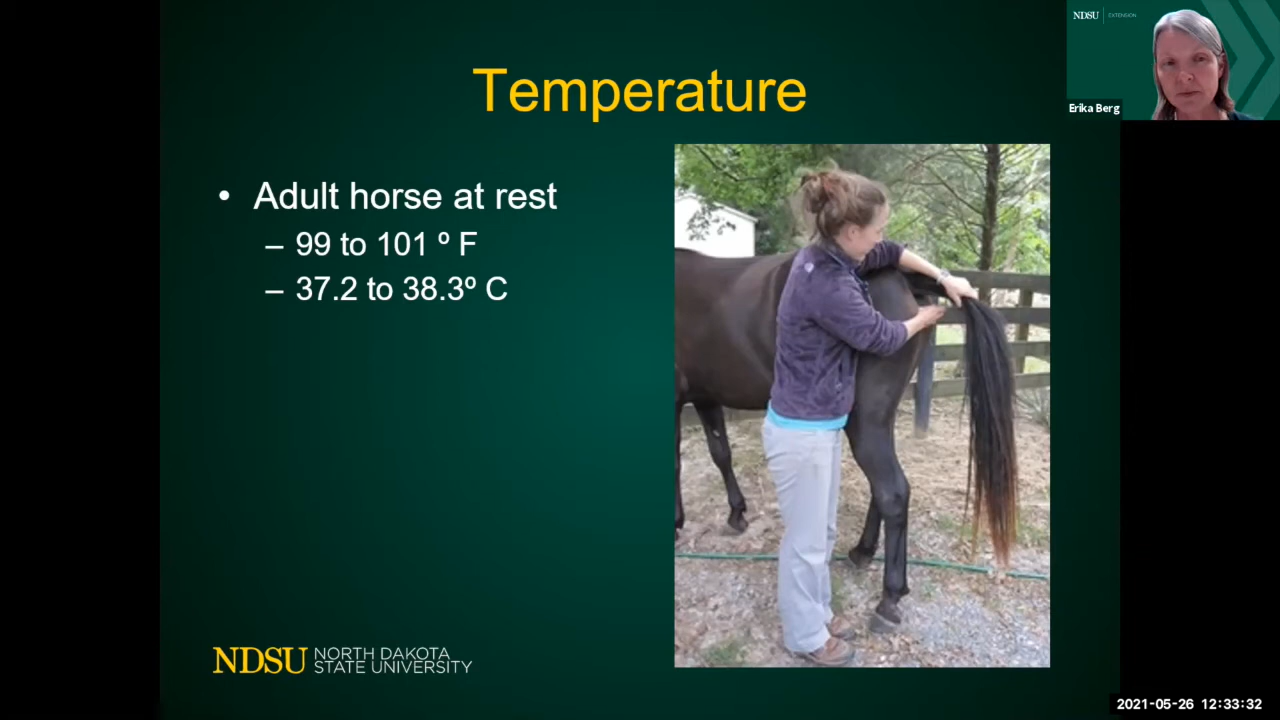 Temperature
• Adult horse at rest
– 99 to 101 º F
– 37.2 to 38.3º C
NDSU NORTH DAKOTA
STATE UNIVERSITY
NDSU EXTENSION
Erika Berg
2021-05-26 12:33:32